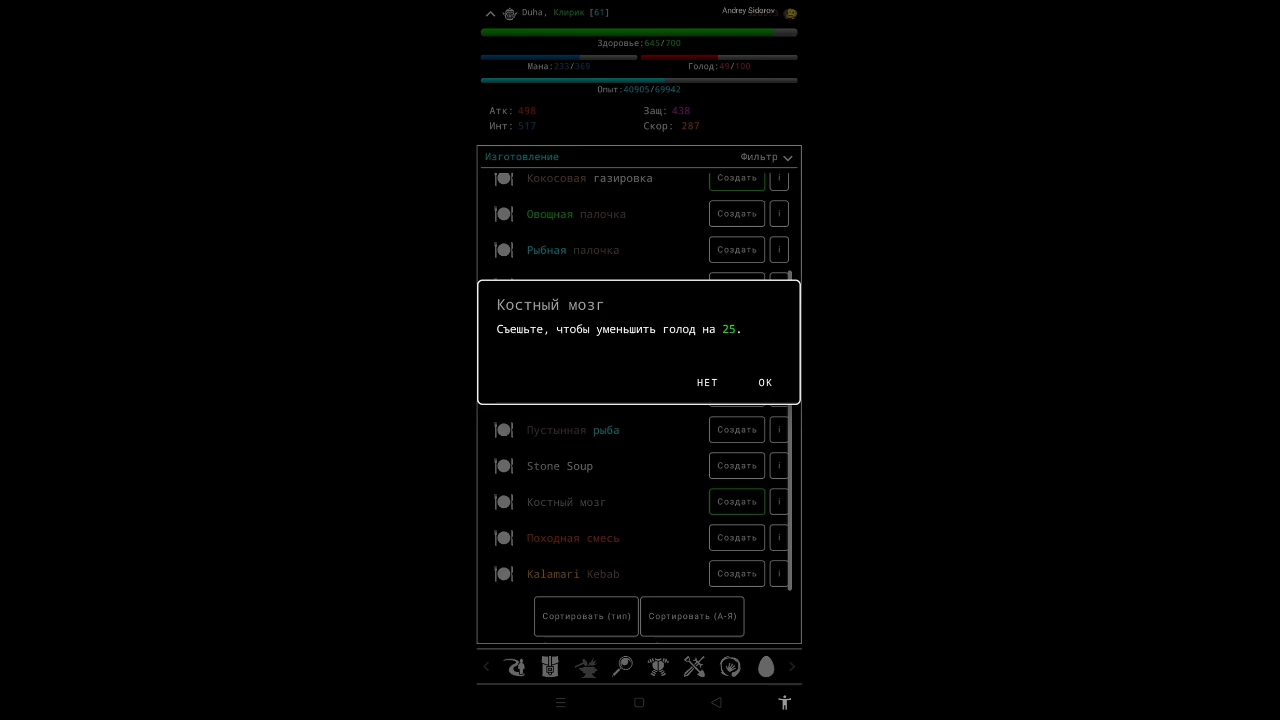 Duha, Клирик [61]
Andrey Sidorov
Здоровье:645/700
Мана:233/369 Голод:49/100
Опыт:40905/69942
Атк: 498 Защ: 438
Инт: 517 Скор: 287
Изготовление Фильтр
Кокосовая газировка Создать i
Овощная палочка Создать i
Рыбная палочка Создать i
Костный мозг
Съешьте, чтобы уменьшить голод на 25.
НЕТ ОК
Пустынная рыба Создать i
Stone Soup Создать i
Костный мозг Создать i
Походная смесь Создать i
Kalamari Kebab Создать i
Сортировать (тип) Сортировать (А-Я)